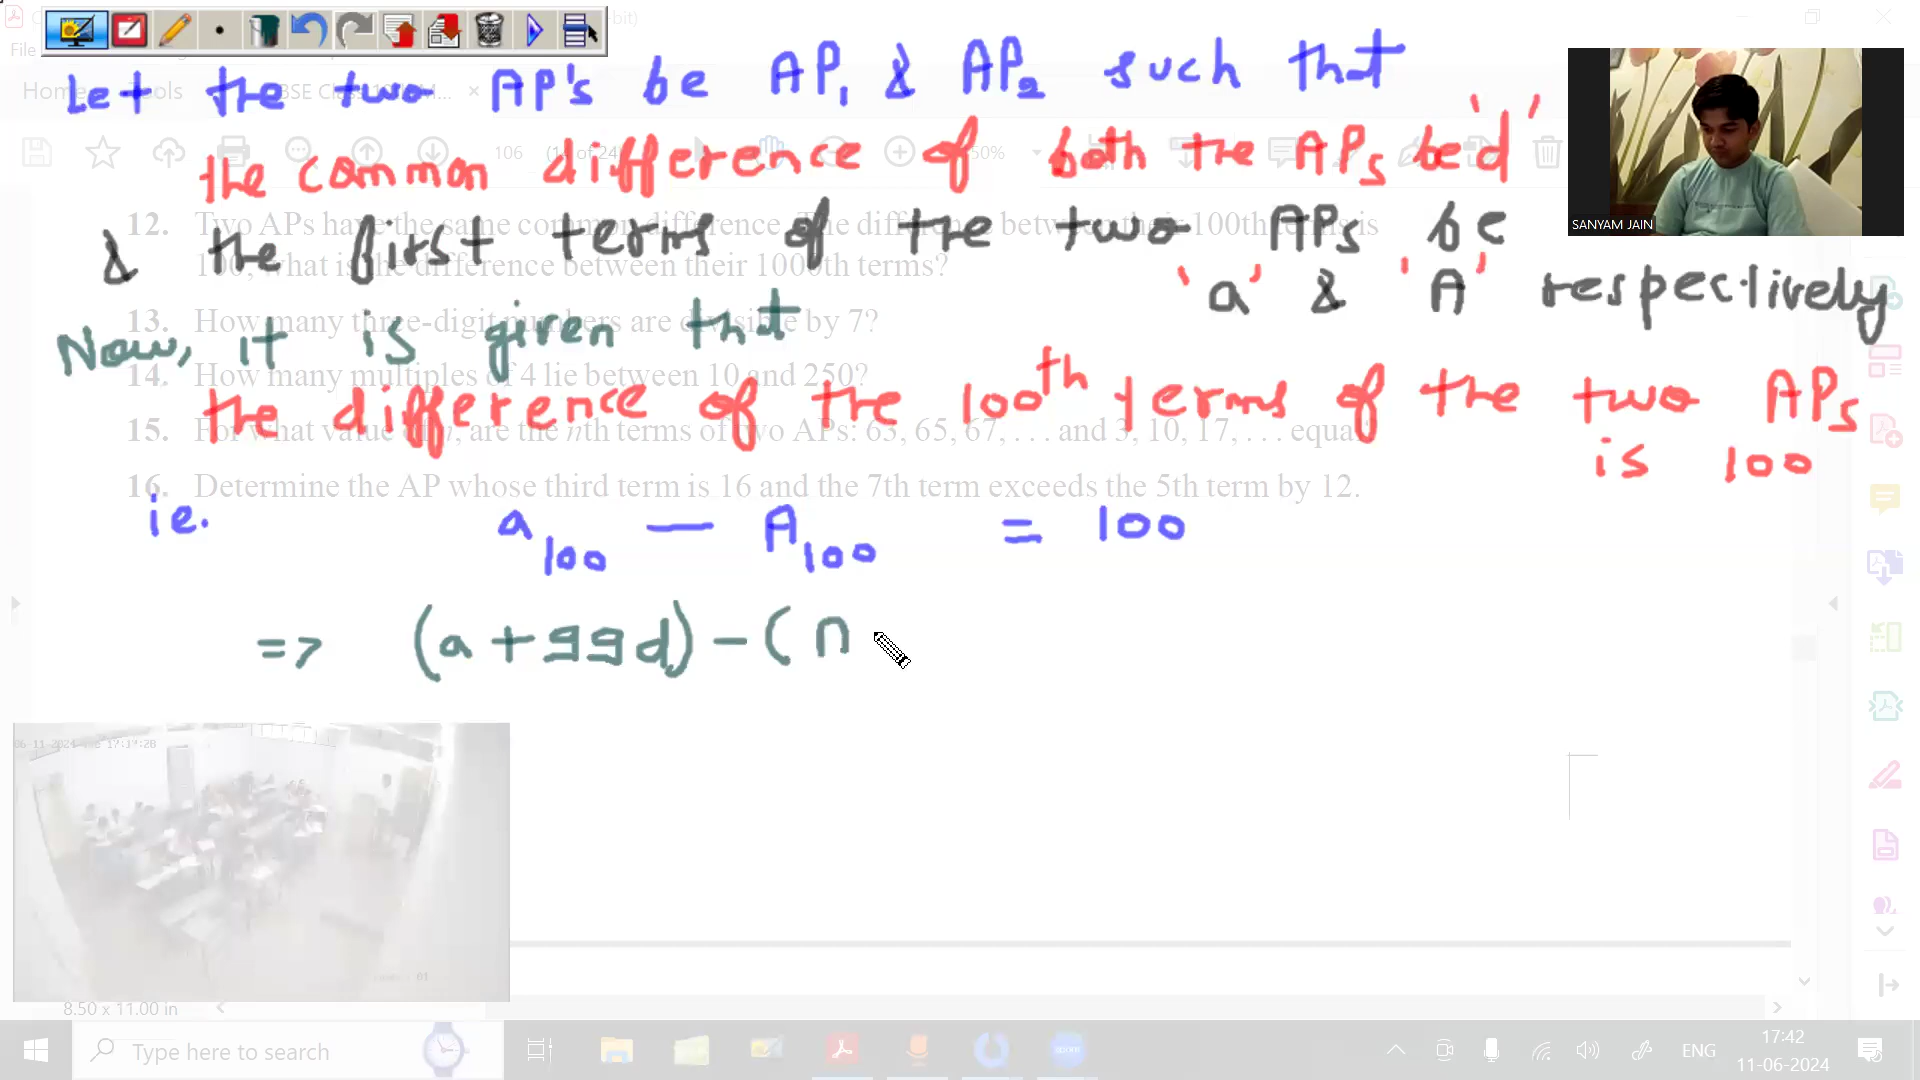 Let the two AP's be AP1 & AP2 such that
the common difference of both the APs be 'd'
& the first terms of the two APs be
'a' & 'A' respectively
Now, it is given that
the difference of the 100th terms of the two APs
is 100
ie. a100 — A100 = 100
=> (a + 99d) - (
12. Two APs have the same common difference. The difference between their 100th terms is
100, what is the difference between their 1000th terms?
13. How many three-digit numbers are divisible by 7?
14. How many multiples of 4 lie between 10 and 250?
15. For what value of n, are the nth terms of two APs: 63, 65, 67, . . . and 3, 10, 17, . . . equal?
16. Determine the AP whose third term is 16 and the 7th term exceeds the 5th term by 12.
SANYAM JAIN
File
106
8.50 x 11.00 in
Type here to search
ENG
17:42
11-06-2024